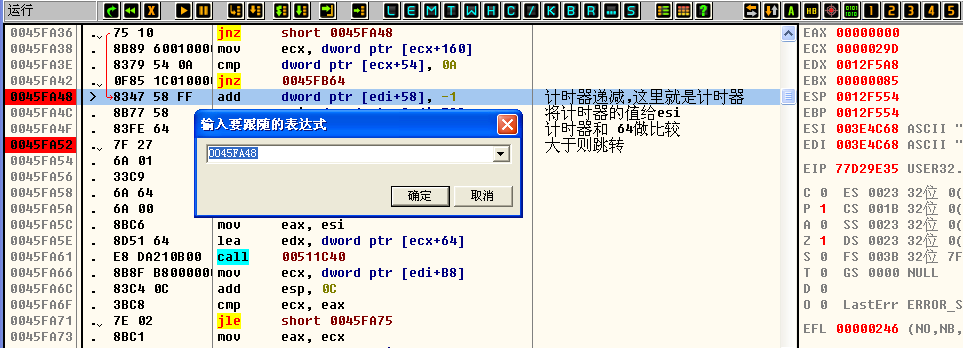 运行 L E M T W H C / K B R ... S A HB 1 2 3 4 5
0045FA36 . 75 10 jnz short 0045FA48 EAX 00000000
0045FA38 . 8B89 60010000 mov ecx, dword ptr [ecx+160] ECX 0000029D
0045FA3E . 8379 54 0A cmp dword ptr [ecx+54], 0A EDX 0012F5A8
0045FA42 . 0F85 1C010000 jnz 0045FB64 EBX 00000085
0045FA48 > 8347 58 FF add dword ptr [edi+58], -1 计时器递减,这里就是计时器 ESP 0012F554
0045FA4C . 8B77 58 将计时器的值给esi EBP 0012F554
0045FA4F . 83FE 64 计时器和 64做比较 ESI 003E4C68 ASCII "
0045FA52 . 7F 27 大于则跳转 EDI 003E4C68 ASCII "
输入要跟随的表达式
0045FA48
确定 取消
0045FA54 . 6A 01 EIP 77D29E35 USER32.
0045FA56 . 33C9
0045FA58 . 6A 64 C 0 ES 0023 32位 0(
0045FA5A . 6A 00 P 1 CS 001B 32位 0(
0045FA5C . 8BC6 mov eax, esi A 0 SS 0023 32位 0(
0045FA5E . 8D51 64 lea edx, dword ptr [ecx+64] Z 1 DS 0023 32位 0(
0045FA61 . E8 DA210B00 call 00511C40 S 0 FS 003B 32位 7F
0045FA66 . 8B8F B8000000 mov ecx, dword ptr [edi+B8] T 0 GS 0000 NULL
0045FA6C . 83C4 0C add esp, 0C D 0
0045FA6F . 3BC8 cmp ecx, eax O 0 LastErr ERROR_S
0045FA71 . 7E 02 jle short 0045FA75
0045FA73 . 8BC1 mov eax, ecx EFL 00000246 (NO,NB,